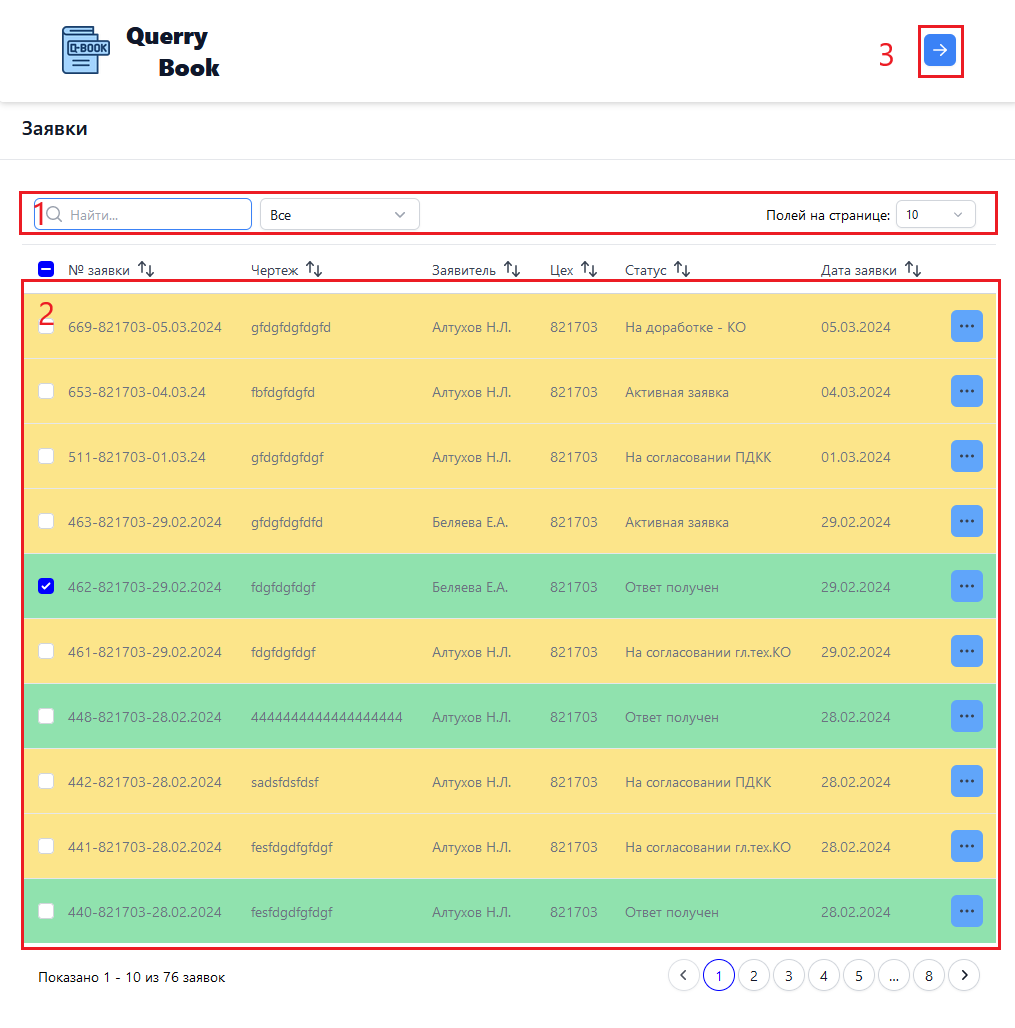 Q-BOOK
Querry
Book
3
Заявки
1 Найти... Все Полей на странице: 10
№ заявки Чертеж Заявитель Цех Статус Дата заявки
2
669-821703-05.03.2024 gfdgfdgfdgfd Алтухов Н.Л. 821703 На доработке - КО 05.03.2024
653-821703-04.03.24 fbfdgfdgfd Алтухов Н.Л. 821703 Активная заявка 04.03.2024
511-821703-01.03.24 gfdgfdgfdgf Алтухов Н.Л. 821703 На согласовании ПДКК 01.03.2024
463-821703-29.02.2024 gfdgfdgfdfd Беляева Е.А. 821703 Активная заявка 29.02.2024
462-821703-29.02.2024 fdgfdgfdgf Беляева Е.А. 821703 Ответ получен 29.02.2024
461-821703-29.02.2024 fdgfdgfdgf Алтухов Н.Л. 821703 На согласовании гл.тех.КО 29.02.2024
448-821703-28.02.2024 4444444444444444444 Алтухов Н.Л. 821703 Ответ получен 28.02.2024
442-821703-28.02.2024 sadsfdsfdsf Алтухов Н.Л. 821703 На согласовании ПДКК 28.02.2024
441-821703-28.02.2024 fesfdgdfgfdgf Алтухов Н.Л. 821703 На согласовании гл.тех.КО 28.02.2024
440-821703-28.02.2024 fesfdgdfgfdgf Алтухов Н.Л. 821703 Ответ получен 28.02.2024
Показано 1 - 10 из 76 заявок 1 2 3 4 5 ... 8